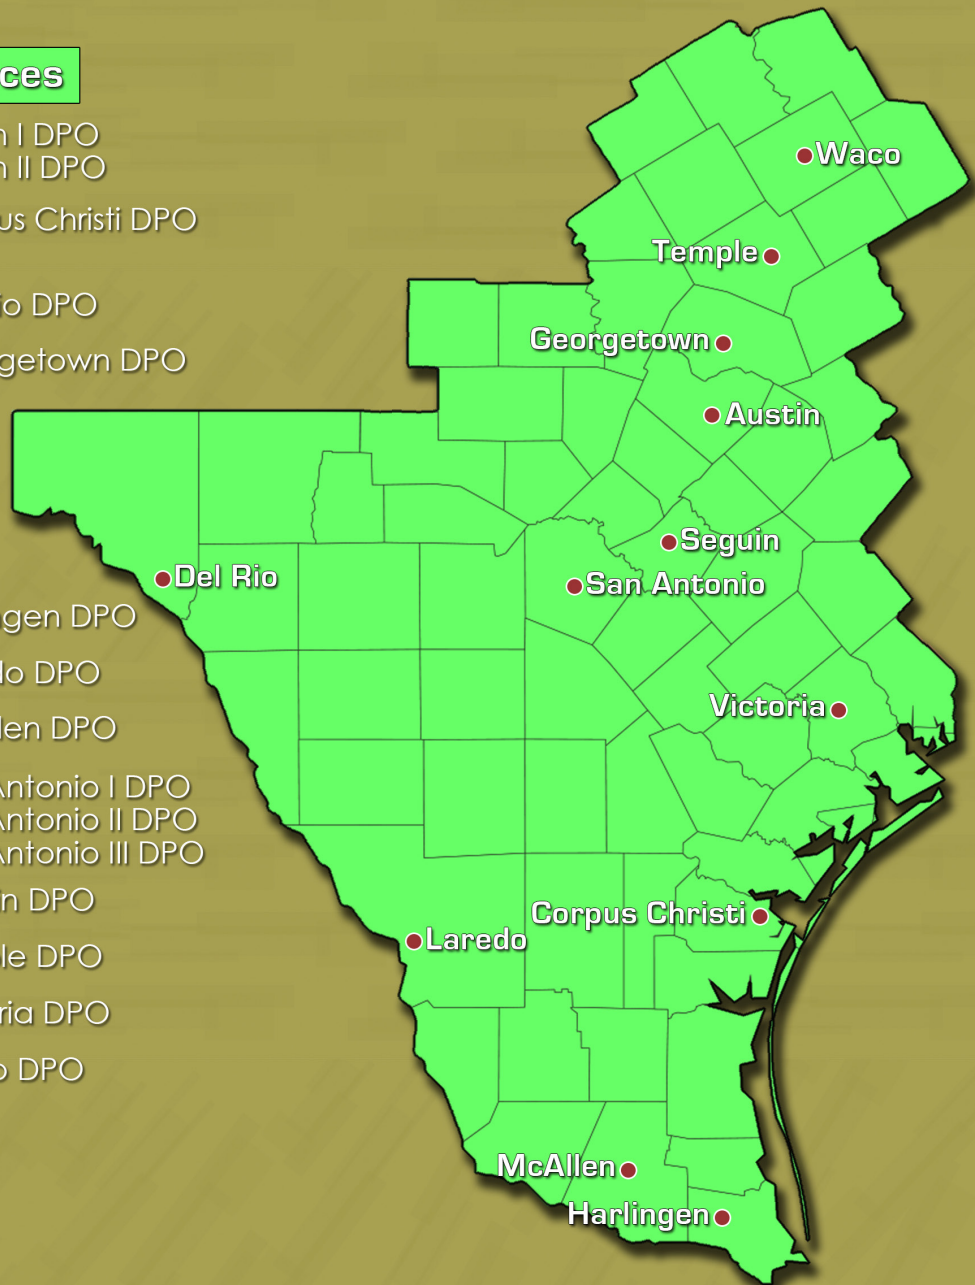 ces
n I DPO
n II DPO
us Christi DPO
io DPO
getown DPO
gen DPO
do DPO
len DPO
Antonio I DPO
Antonio II DPO
Antonio III DPO
n DPO
le DPO
ria DPO
o DPO
Waco
Temple
Georgetown
Austin
Seguin
Del Rio
San Antonio
Victoria
Corpus Christi
Laredo
McAllen
Harlingen